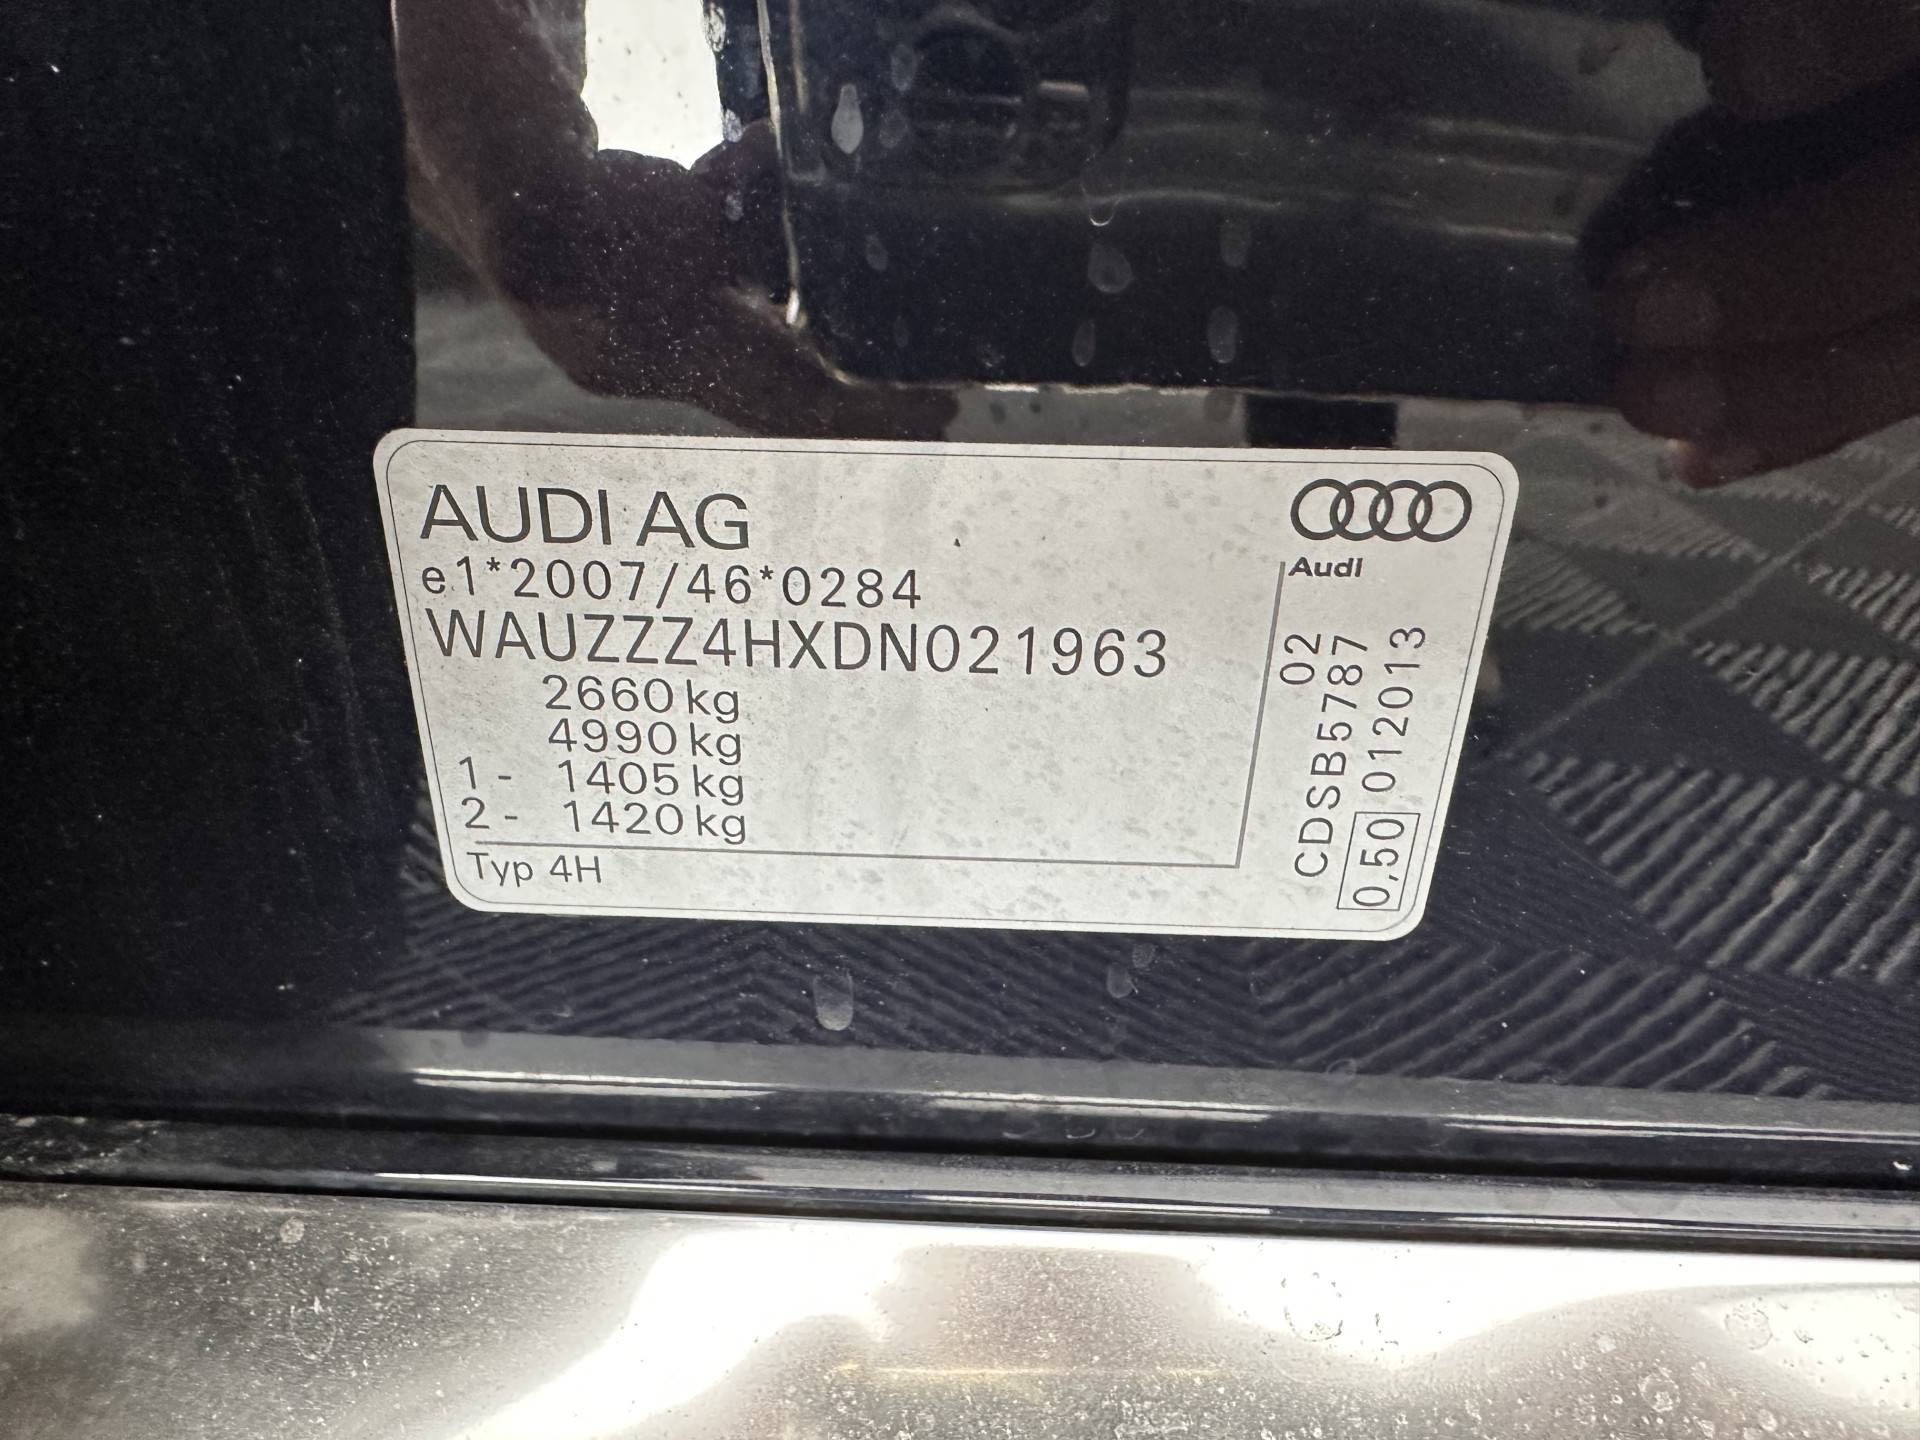 AUDI AG
e1*2007/46*0284
WAUZZZ4HXDN021963
2660 kg
4990 kg
1 - 1405 kg
2 - 1420 kg
Typ 4H
Audi
02
CDSB5787
0,50 012013